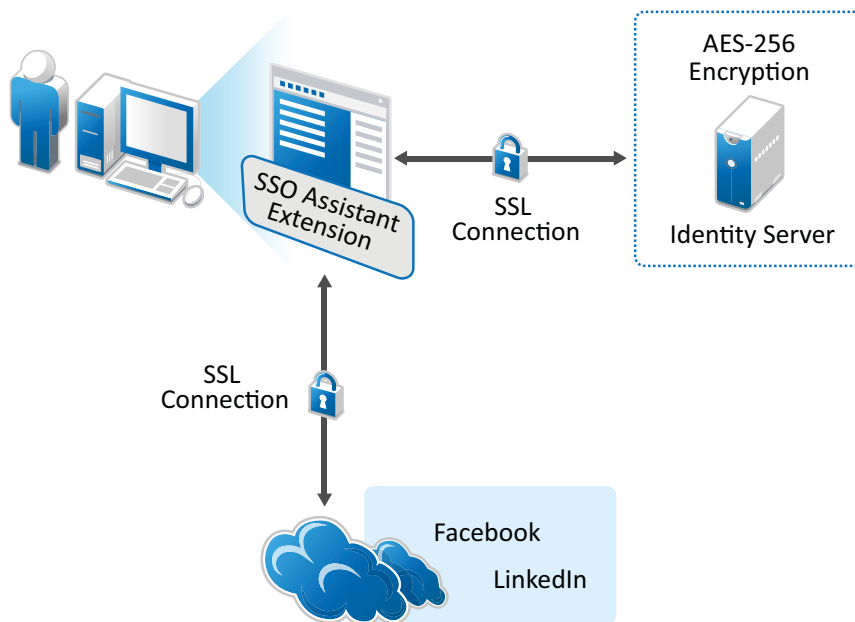 AES-256
Encryption
SSO Assistant
Extension
SSL
Connection
Identity Server
SSL
Connection
Facebook
LinkedIn